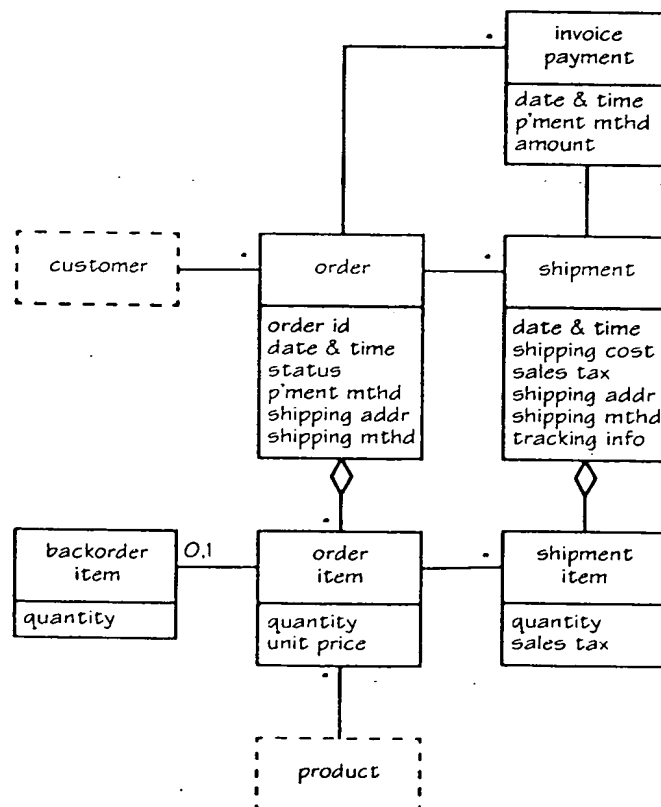 invoice
payment
date & time
p'ment mthd
amount
customer
order
order id
date & time
status
p'ment mthd
shipping addr
shipping mthd
shipment
date & time
shipping cost
sales tax
shipping addr
shipping mthd
tracking info
backorder
item
quantity
0,1
order
item
quantity
unit price
shipment
item
quantity
sales tax
product